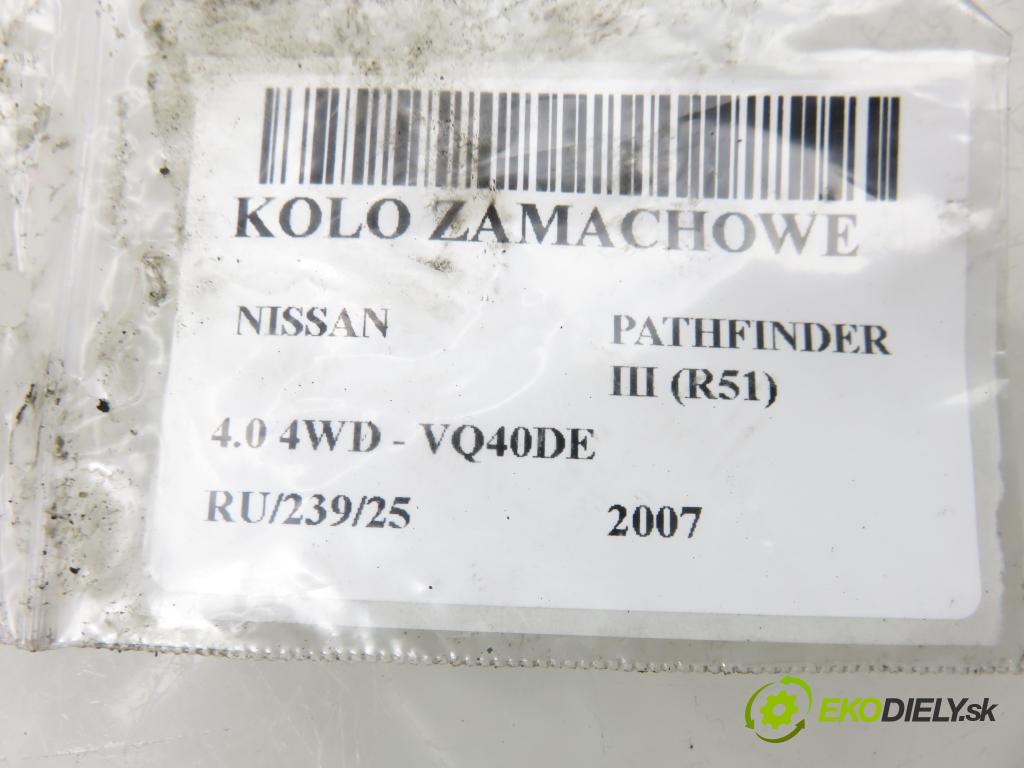 KOLO ZAMACHOWE
NISSAN PATHFINDER
III (R51)
4.0 4WD - VQ40DE
RU/239/25 2007
EKODIELY.sk